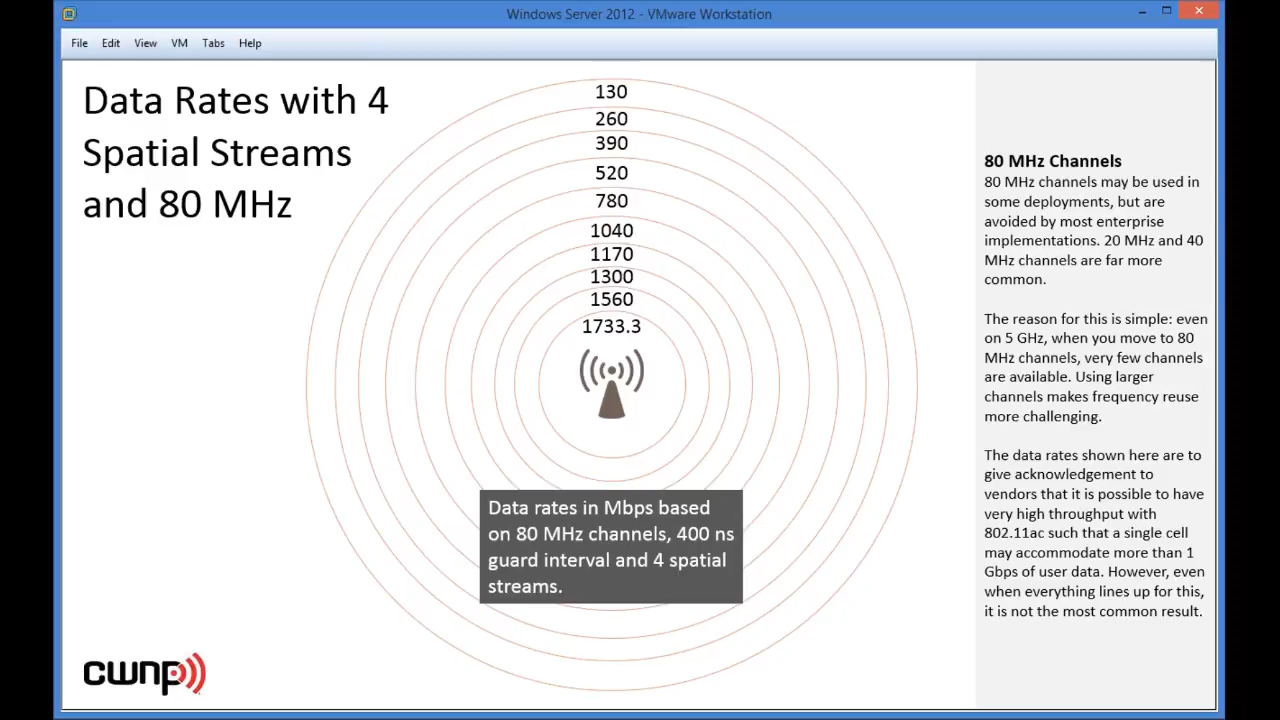 Windows Server 2012 - VMware Workstation
File Edit View VM Tabs Help
Data Rates with 4
Spatial Streams
and 80 MHz
130
260
390
520
780
1040
1170
1300
1560
1733.3
Data rates in Mbps based
on 80 MHz channels, 400 ns
guard interval and 4 spatial
streams.
80 MHz Channels
80 MHz channels may be used in
some deployments, but are
avoided by most enterprise
implementations. 20 MHz and 40
MHz channels are far more
common.
The reason for this is simple: even
on 5 GHz, when you move to 80
MHz channels, very few channels
are available. Using larger
channels makes frequency reuse
more challenging.
The data rates shown here are to
give acknowledgement to
vendors that it is possible to have
very high throughput with
802.11ac such that a single cell
may accommodate more than 1
Gbps of user data. However, even
when everything lines up for this,
it is not the most common result.
cwnp